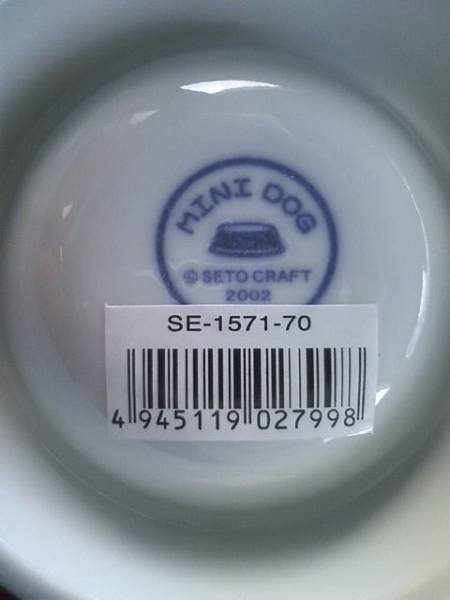 MINI DOG
© SETO CRAFT
2002
SE-1571-70
4 945119 027998